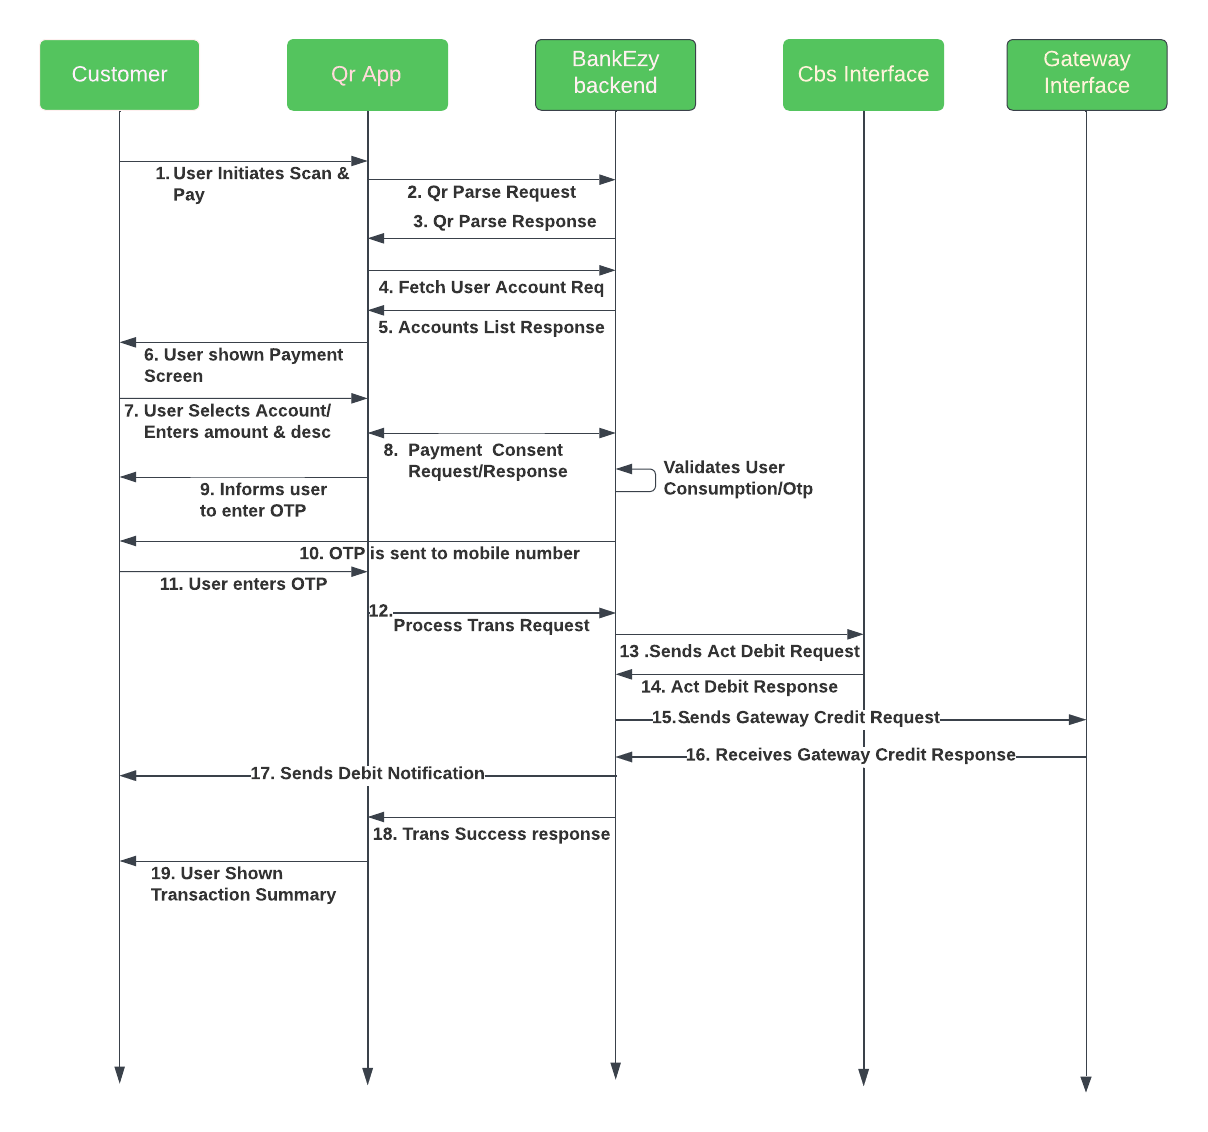 Customer
Qr App
BankEzy
backend
Cbs Interface
Gateway
Interface
1. User Initiates Scan &
Pay
2. Qr Parse Request
3. Qr Parse Response
4. Fetch User Account Req
5. Accounts List Response
6. User shown Payment
Screen
7. User Selects Account/
Enters amount & desc
8. Payment Consent
Request/Response
Validates User
Consumption/Otp
9. Informs user
to enter OTP
10. OTP is sent to mobile number
11. User enters OTP
12.
Process Trans Request
13 .Sends Act Debit Request
14. Act Debit Response
15.Sends Gateway Credit Request
16. Receives Gateway Credit Response
17. Sends Debit Notification
18. Trans Success response
19. User Shown
Transaction Summary